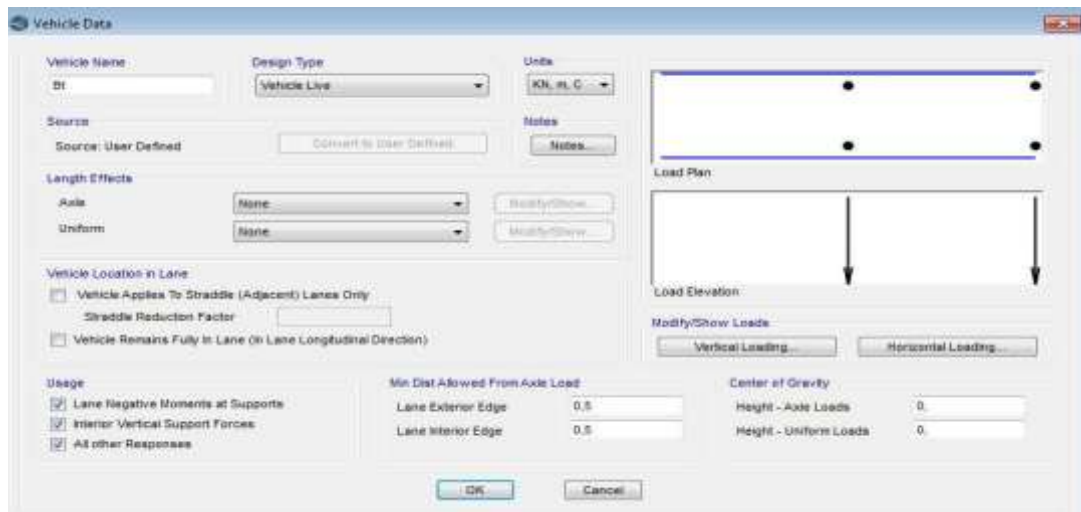 Vehicle Data
Vehicle Name
Bt
Design Type
Vehicle Live
Units
KN, m, C
Source
Source: User Defined
Convert to User Defined
Notes
Notes...
Load Plan
Length Effects
Axle
None
Modify/Show...
Uniform
None
Modify/Show...
Load Elevation
Vehicle Location in Lane
Vehicle Applies To Straddle (Adjacent) Lanes Only
Straddle Reduction Factor
Vehicle Remains Fully In Lane (In Lane Longitudinal Direction)
Modify/Show Loads
Vertical Loading...
Horizontal Loading...
Usage
Lane Negative Moments at Supports
Interior Vertical Support Forces
All other Responses
Min Dist Allowed From Axle Load
Lane Exterior Edge
0,5
Lane Interior Edge
0,5
Center of Gravity
Height - Axle Loads
0,
Height - Uniform Loads
0,
OK
Cancel